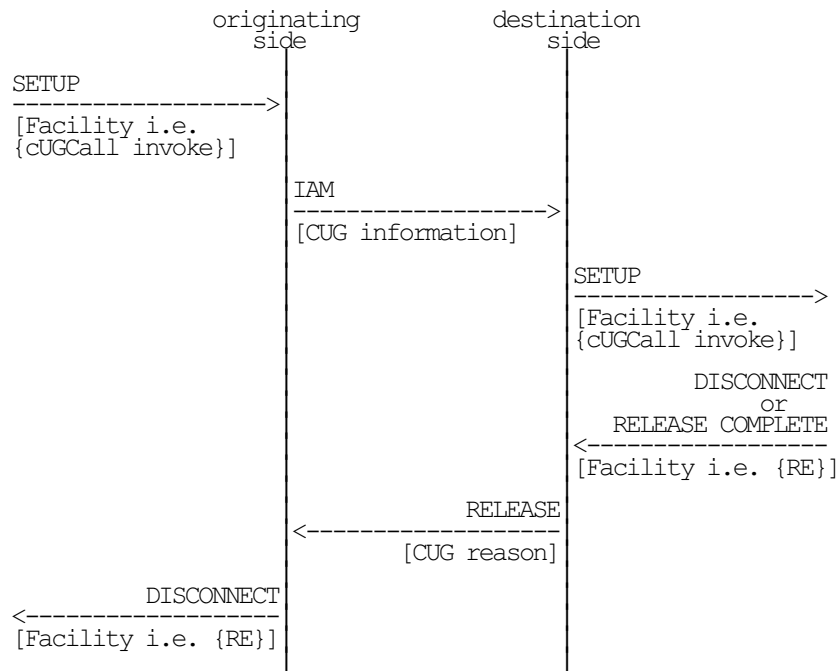 originating side
destination side
SETUP
------------------->
[Facility i.e.
{cUGCall invoke}]
IAM
------------------->
[CUG information]
SETUP
------------------>
[Facility i.e.
{cUGCall invoke}]
DISCONNECT
or
RELEASE COMPLETE
<------------------
[Facility i.e. {RE}]
RELEASE
<-------------------
[CUG reason]
DISCONNECT
<-------------------
[Facility i.e. {RE}]